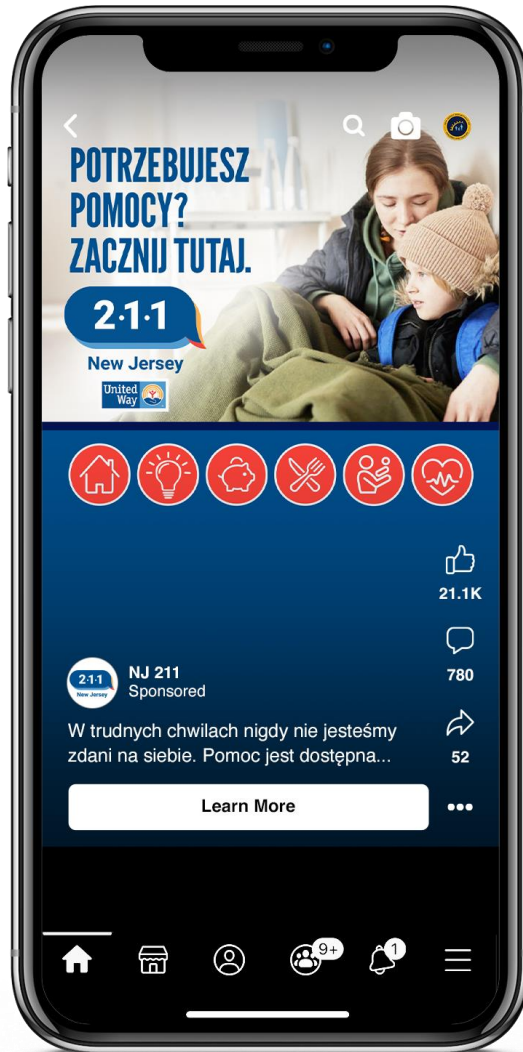 POTRZEBUJESZ
POMOCY?
ZACZNIJ TUTAJ.
2·1·1
New Jersey
United
Way
21.1K
780
2·1·1
New Jersey
NJ 211
Sponsored
W trudnych chwilach nigdy nie jesteśmy
zdani na siebie. Pomoc jest dostępna...
52
Learn More
9+
1